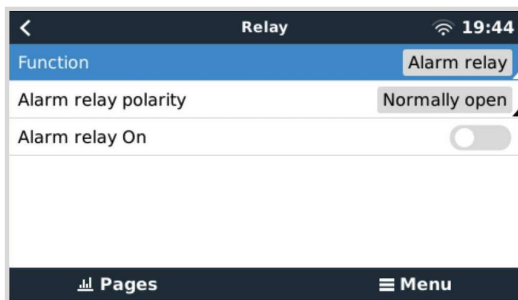 Relay 19:44
Function Alarm relay
Alarm relay polarity Normally open
Alarm relay On
Pages Menu